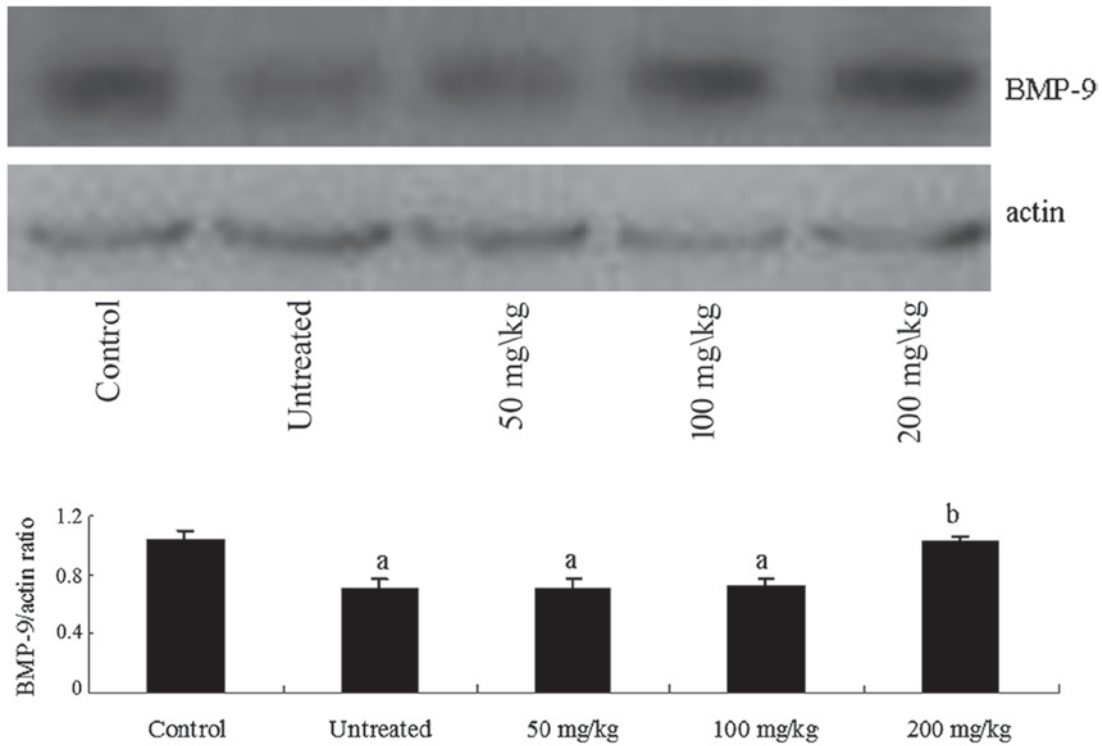 BMP-9
actin
Control
Untreated
50 mg\kg
100 mg\kg
200 mg\kg
BMP-9/actin ratio
1.2
0.8
0.4
0
a
a
a
b
Control
Untreated
50 mg/kg
100 mg/kg
200 mg/kg